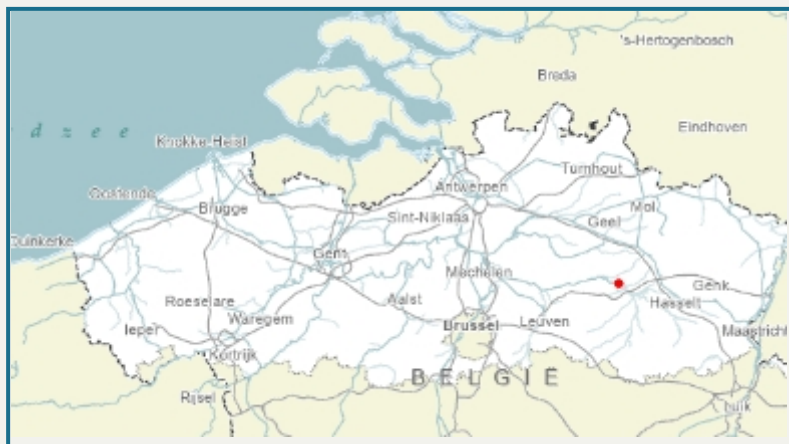 's-Hertogenbosch
Breda
Eindhoven
d z e e
Knokke-Heist
Turnhout
Oostende
Antwerpen
Brugge
Sint-Niklaas
Geel
Mol
Duinkerke
Gent
Mechelen
Genk
Roeselare
Aalst
Hasselt
Ieper
Waregem
Brussel
Leuven
Maastricht
Kortrijk
BELGIË
Rijsel
Luik